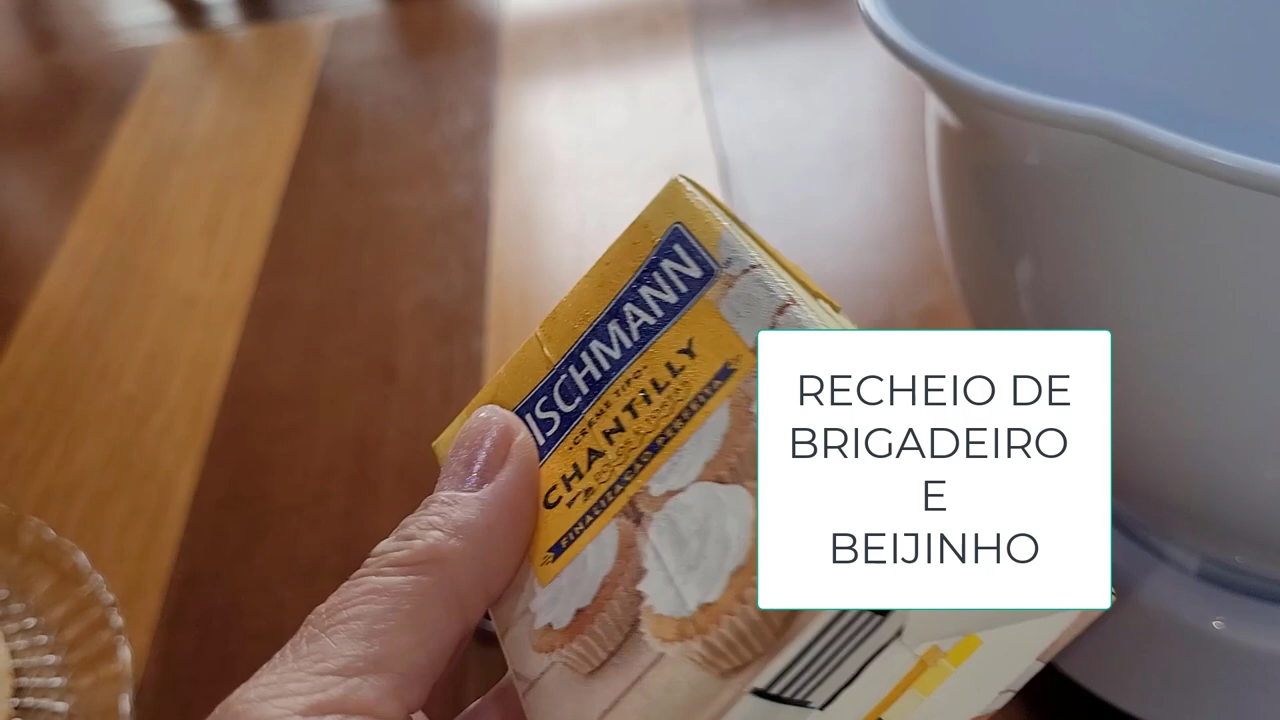 ISCHMANN
CREME TIPO
CHANTILLY
FINALIZAÇÃO PERFEITA
RECHEIO DE
BRIGADEIRO
E
BEIJINHO